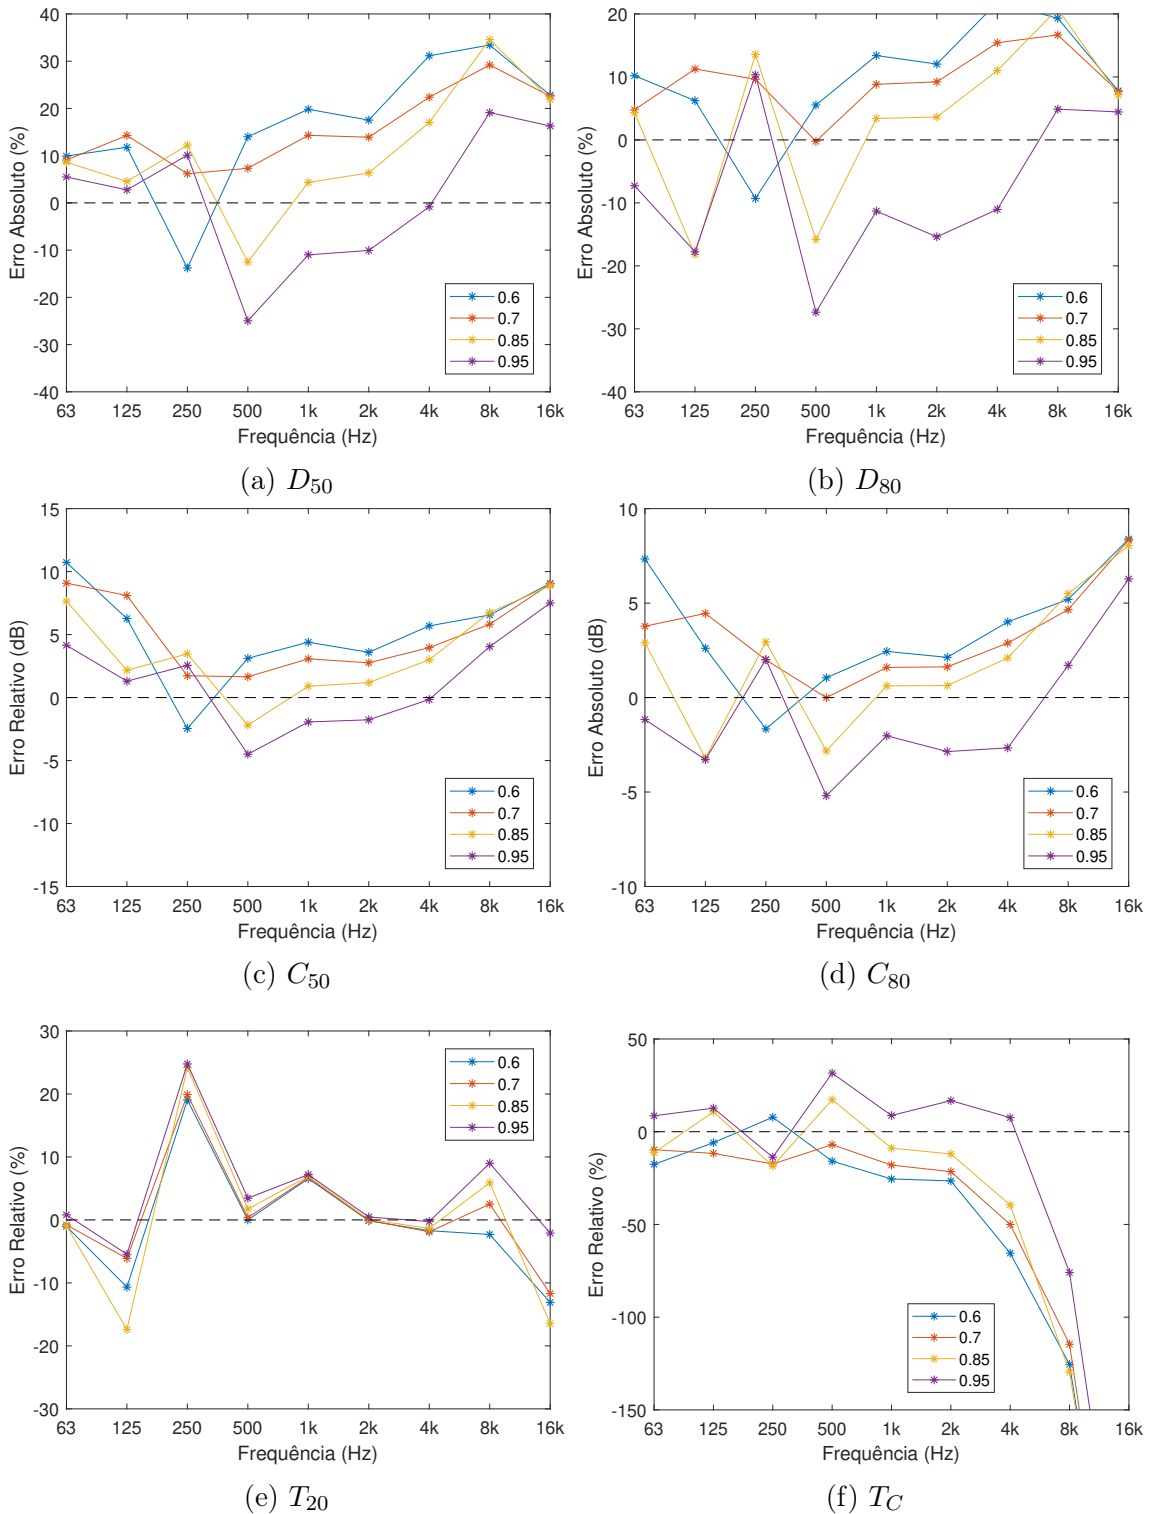 40
30
20
10
0
-10
-20
-30
-40
Erro Absoluto (%)
63 125 250 500 1k 2k 4k 8k 16k
Frequência (Hz)
0.6
0.7
0.85
0.95
(a) D50
20
10
0
-10
-20
-30
-40
Erro Absoluto (%)
63 125 250 500 1k 2k 4k 8k 16k
Frequência (Hz)
0.6
0.7
0.85
0.95
(b) D80
15
10
5
0
-5
-10
-15
Erro Relativo (dB)
63 125 250 500 1k 2k 4k 8k 16k
Frequência (Hz)
0.6
0.7
0.85
0.95
(c) C50
10
5
0
-5
-10
Erro Absoluto (dB)
63 125 250 500 1k 2k 4k 8k 16k
Frequência (Hz)
0.6
0.7
0.85
0.95
(d) C80
30
20
10
0
-10
-20
-30
Erro Relativo (%)
63 125 250 500 1k 2k 4k 8k 16k
Frequência (Hz)
0.6
0.7
0.85
0.95
(e) T20
50
0
-50
-100
-150
Erro Relativo (%)
63 125 250 500 1k 2k 4k 8k 16k
Frequência (Hz)
0.6
0.7
0.85
0.95
(f) TC